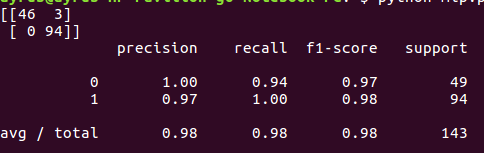 [[46  3]
 [ 0 94]]
             precision    recall  f1-score   support

          0       1.00      0.94      0.97        49
          1       0.97      1.00      0.98        94

avg / total       0.98      0.98      0.98       143